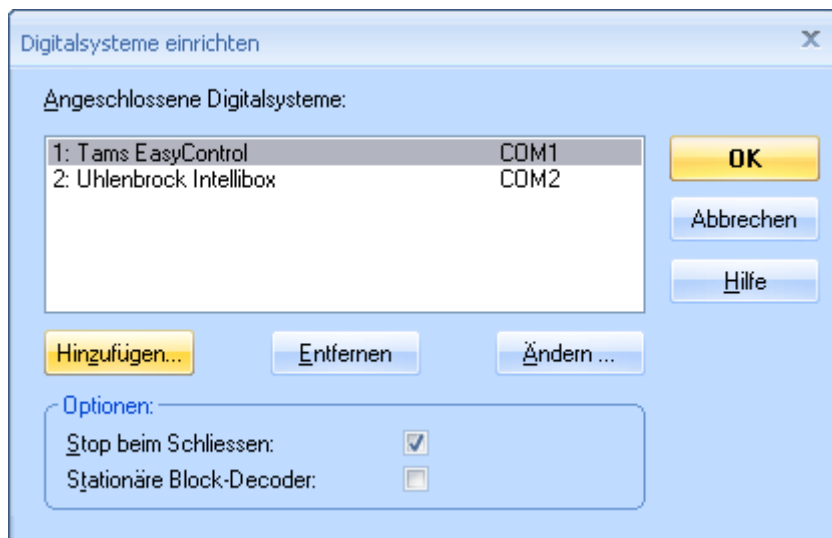 Digitalsysteme einrichten
Angeschlossene Digitalsysteme:
1: Tams EasyControl COM1
2: Uhlenbrock Intellibox COM2
OK
Abbrechen
Hilfe
Hinzufügen...
Entfernen
Ändern ...
Optionen:
Stop beim Schliessen:
Stationäre Block-Decoder: